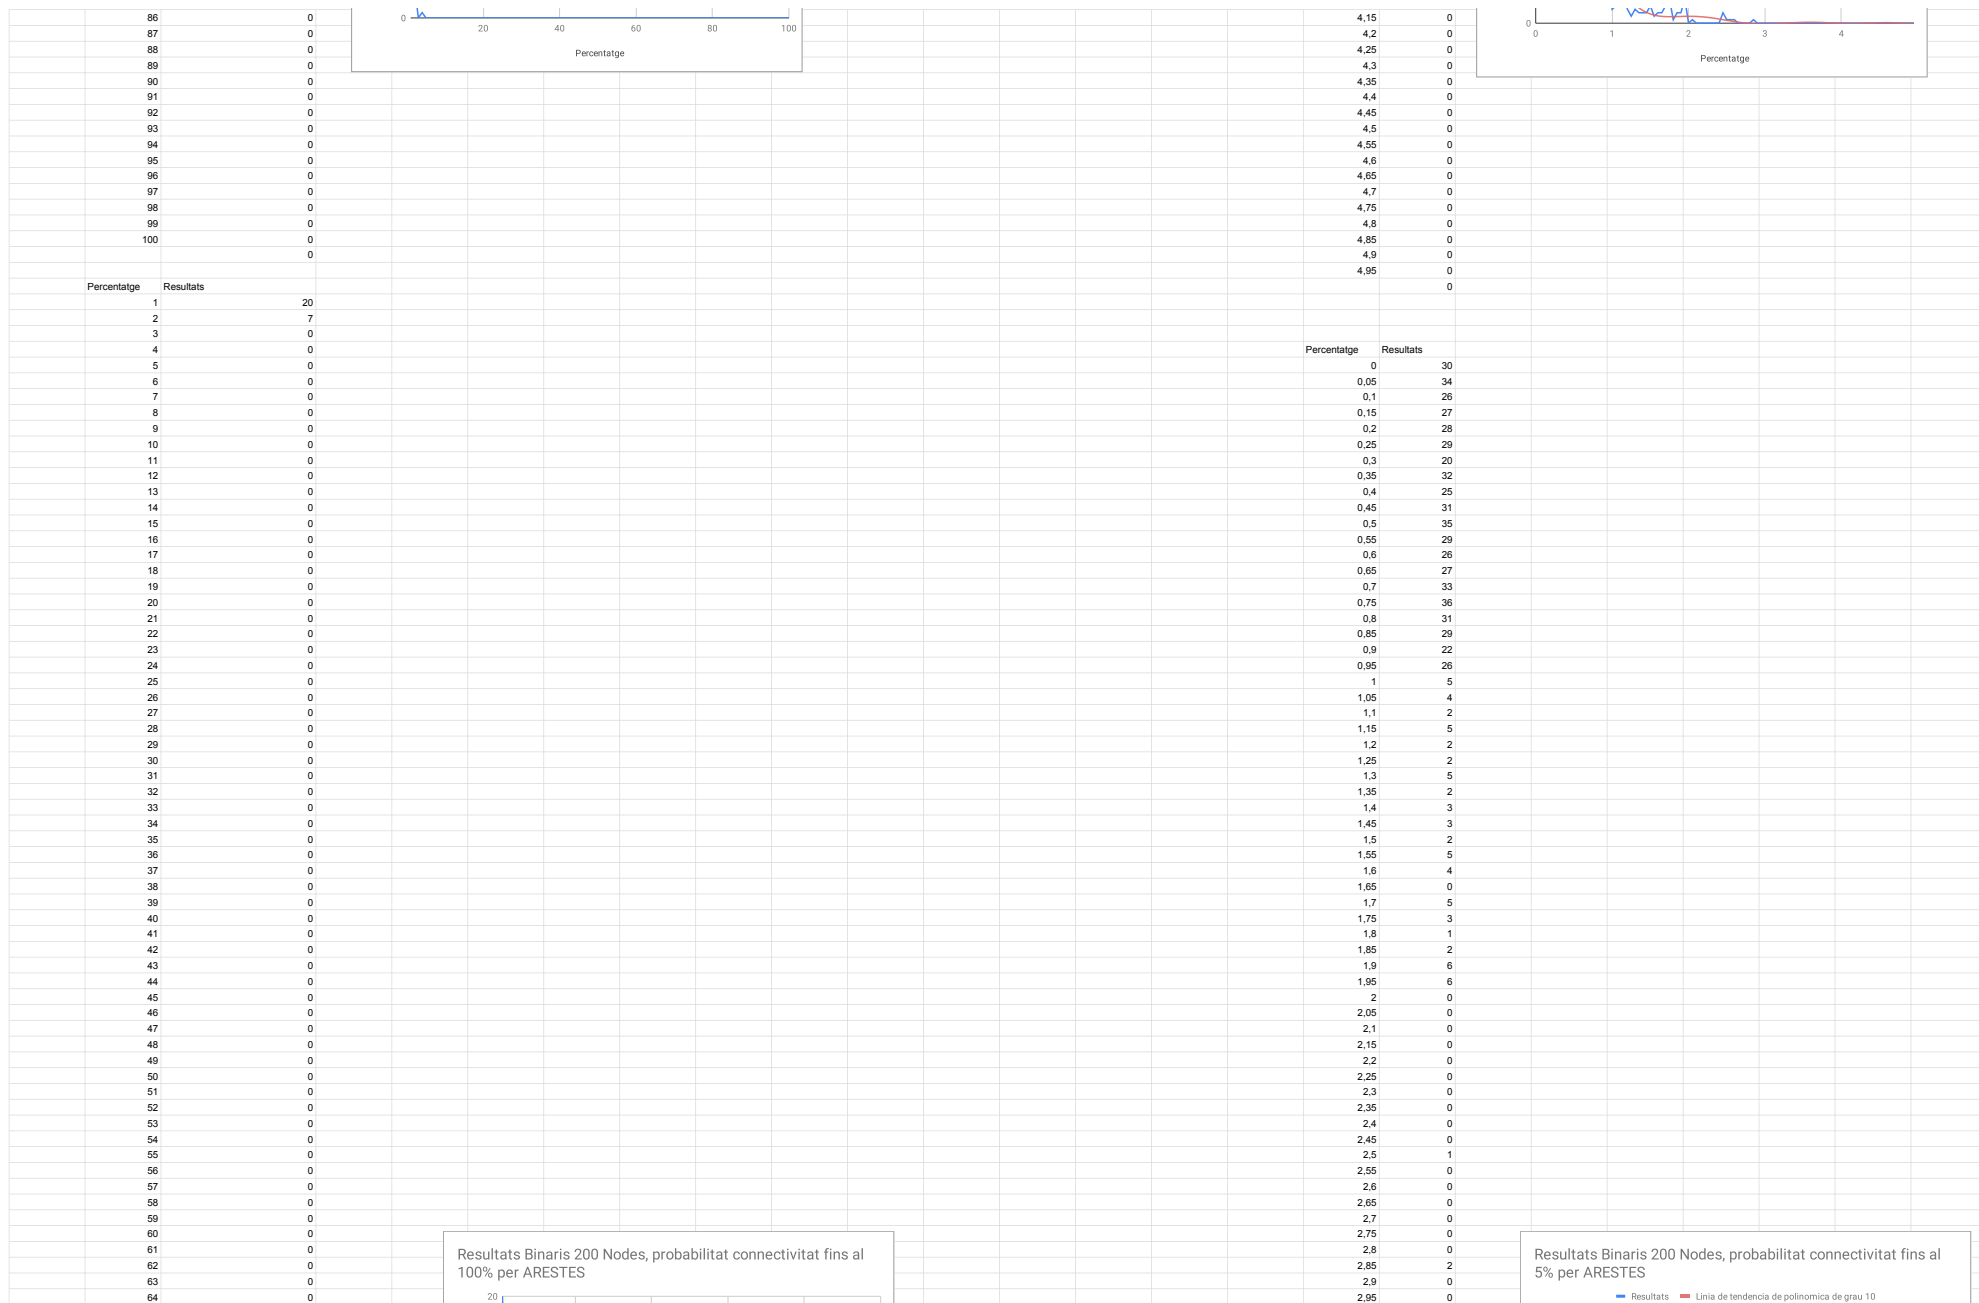 86 0 0 4,15 0 0
87 0 20 40 60 80 100 4,2 0 0 1 2 3 4
88 0 Percentatge 4,25 0 Percentatge
89 0 4,3 0
90 0 4,35 0
91 0 4,4 0
92 0 4,45 0
93 0 4,5 0
94 0 4,55 0
95 0 4,6 0
96 0 4,65 0
97 0 4,7 0
98 0 4,75 0
99 0 4,8 0
100 0 4,85 0
0 4,9 0
4,95 0
Percentatge Resultats 0
1 20
2 7
3 0
4 0 Percentatge Resultats
5 0 0 30
6 0 0,05 34
7 0 0,1 26
8 0 0,15 27
9 0 0,2 28
10 0 0,25 29
11 0 0,3 20
12 0 0,35 32
13 0 0,4 25
14 0 0,45 31
15 0 0,5 35
16 0 0,55 29
17 0 0,6 26
18 0 0,65 27
19 0 0,7 33
20 0 0,75 36
21 0 0,8 31
22 0 0,85 29
23 0 0,9 22
24 0 0,95 26
25 0 1 5
26 0 1,05 4
27 0 1,1 2
28 0 1,15 5
29 0 1,2 2
30 0 1,25 2
31 0 1,3 5
32 0 1,35 2
33 0 1,4 3
34 0 1,45 3
35 0 1,5 2
36 0 1,55 5
37 0 1,6 4
38 0 1,65 0
39 0 1,7 5
40 0 1,75 3
41 0 1,8 1
42 0 1,85 2
43 0 1,9 6
44 0 1,95 6
45 0 2 0
46 0 2,05 0
47 0 2,1 0
48 0 2,15 0
49 0 2,2 0
50 0 2,25 0
51 0 2,3 0
52 0 2,35 0
53 0 2,4 0
54 0 2,45 0
55 0 2,5 1
56 0 2,55 0
57 0 2,6 0
58 0 2,65 0
59 0 2,7 0
60 0 2,75 0
61 0 Resultats Binaris 200 Nodes, probabilitat connectivitat fins al 2,8 0 Resultats Binaris 200 Nodes, probabilitat connectivitat fins al
62 0 100% per ARESTES 2,85 2 5% per ARESTES
63 0 2,9 0
64 0 20 2,95 0 Resultats Linia de tendencia de polinomica de grau 10